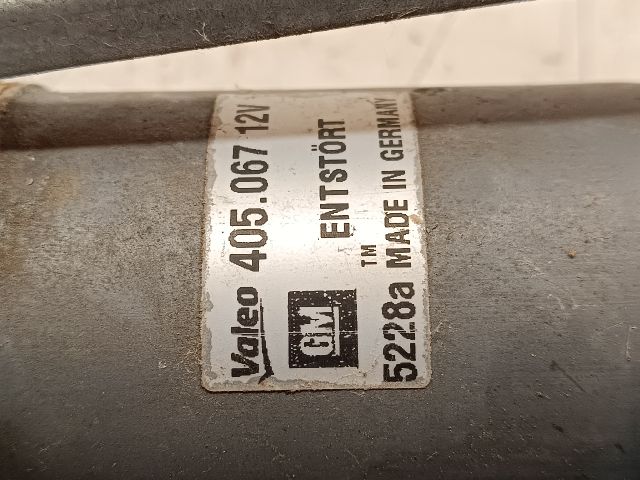 Valeo 405.067 12V
GM ENTSTÖRT
TM
5228a MADE IN GERMANY